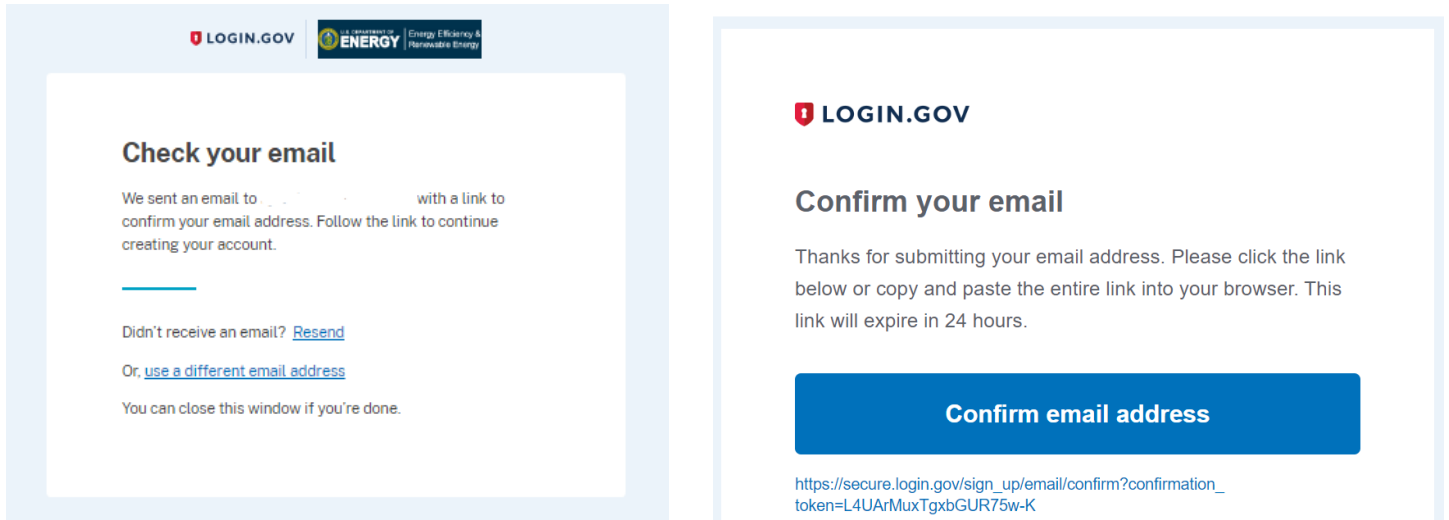 LOGIN.GOV
U.S. DEPARTMENT OF
ENERGY
Energy Efficiency &
Renewable Energy
Check your email
We sent an email to with a link to
confirm your email address. Follow the link to continue
creating your account.
Didn't receive an email? Resend
Or, use a different email address
You can close this window if you're done.
LOGIN.GOV
Confirm your email
Thanks for submitting your email address. Please click the link
below or copy and paste the entire link into your browser. This
link will expire in 24 hours.
Confirm email address
https://secure.login.gov/sign_up/email/confirm?confirmation_
token=L4UArMuxTgxbGUR75w-K